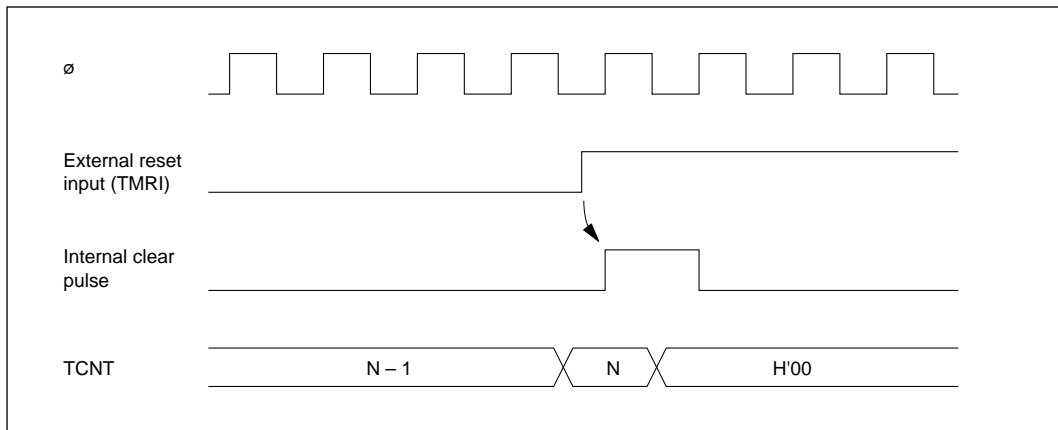 ø
External reset
input (TMRI)
Internal clear
pulse
TCNT
N – 1
N
H'00